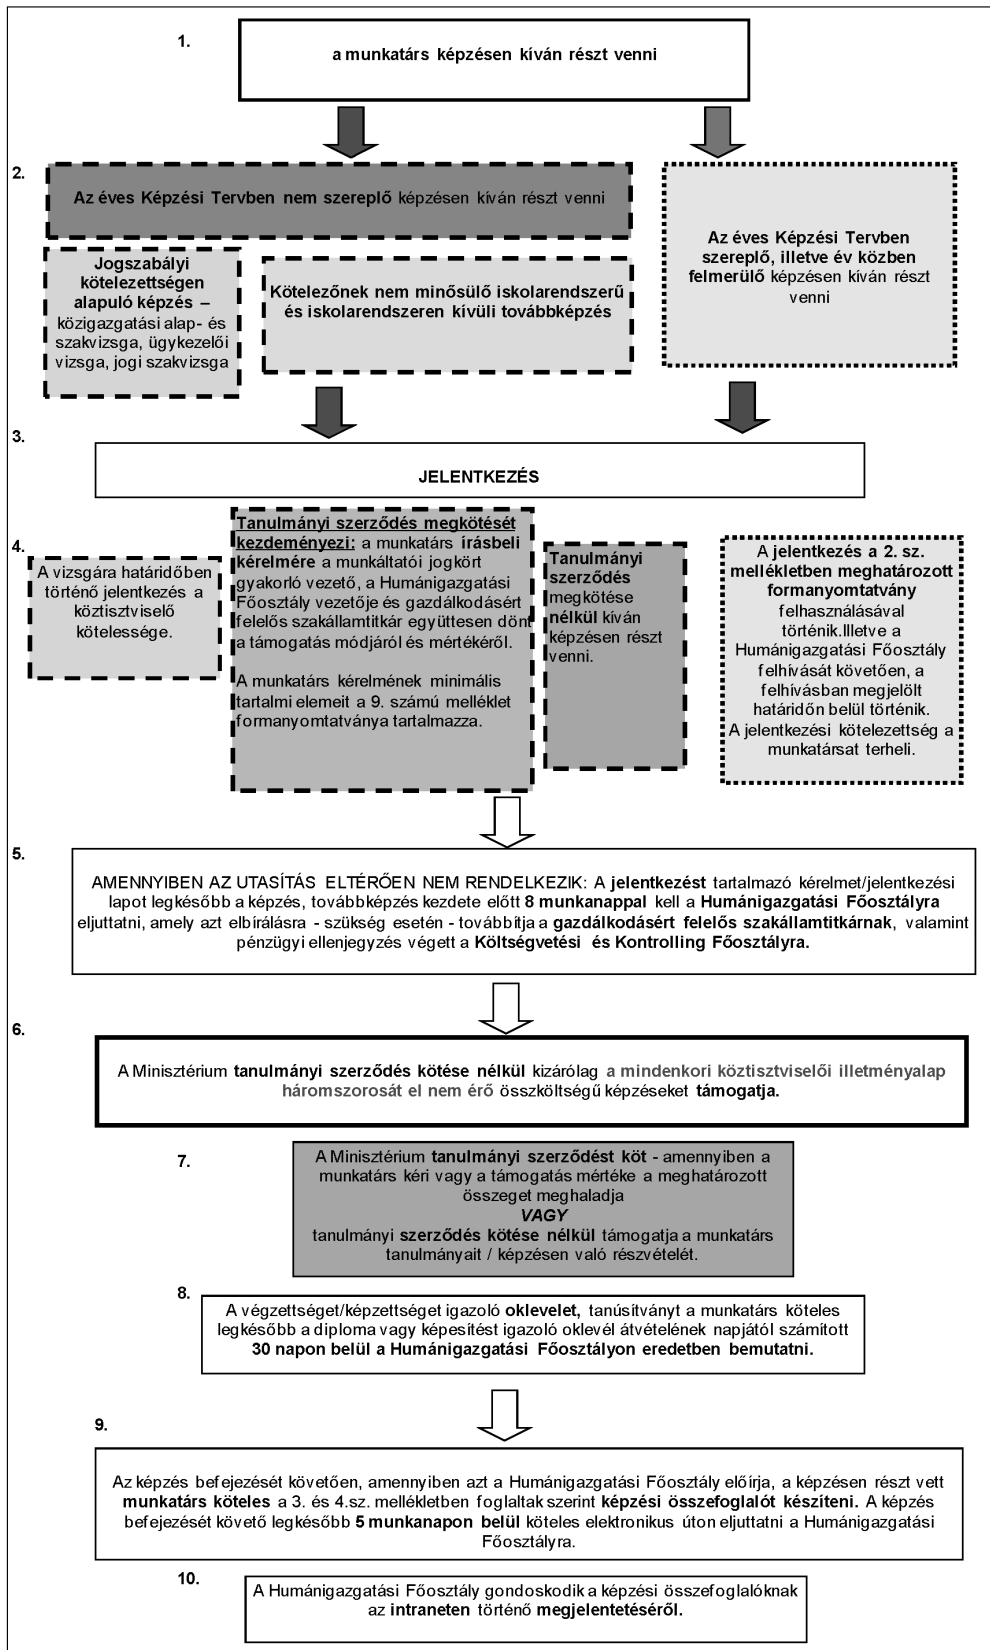 1.
a munkatárs képzésen kíván részt venni
2.
Az éves Képzési Tervben nem szereplő képzésen kíván részt venni
Jogszabályi
kötelezettségen
alapuló képzés –
közigazgatási alap- és
szakvizsga, ügykezelői
vizsga, jogi szakvizsga
Kötelezőnek nem minősülő iskolarendszerű
és iskolarendszeren kívüli továbbképzés
Az éves Képzési Tervben
szereplő, illetve év közben
felmerülő képzésen kíván részt
venni
3.
JELENTKEZÉS
4.
A vizsgára határidőben
történő jelentkezés a
köztisztviselő
kötelessége.
Tanulmányi szerződés megkötését
kezdeményezi: a munkatárs írásbeli
kérelmére a munkáltatói jogkört
gyakorló vezető, a Humánigazgatási
Főosztály vezetője és gazdálkodásért
felelős szakállamtitkár együttesen dönt
a támogatás módjáról és mértékéről.
A munkatárs kérelmének minimális
tartalmi elemeit a 9. számú melléklet
formanyomtatványa tartalmazza.
Tanulmányi
szerződés
megkötése
nélkül kíván
képzésen részt
venni.
A jelentkezés a 2. sz.
mellékletben meghatározott
formanyomtatvány
felhasználásával
történik.Illetve a
Humánigazgatási Főosztály
felhívását követően, a
felhívásban megjelölt
határidőn belül történik.
A jelentkezési kötelezettség a
munkatársat terheli.
5.
AMENNYIBEN AZ UTASÍTÁS ELTÉRŐEN NEM RENDELKEZIK: A jelentkezést tartalmazó kérelmet/jelentkezési
lapot legkésőbb a képzés, továbbképzés kezdete előtt 8 munkanappal kell a Humánigazgatási Főosztályra
eljuttatni, amely azt elbírálásra - szükség esetén - továbbítja a gazdálkodásért felelős szakállamtitkárnak, valamint
pénzügyi ellenjegyzés végett a Költségvetési és Kontrolling Főosztályra.
6.
A Minisztérium tanulmányi szerződés kötése nélkül kizárólag a mindenkori köztisztviselői illetményalap
háromszorosát el nem érő összköltségű képzéseket támogatja.
7.
A Minisztérium tanulmányi szerződést köt - amennyiben a
munkatárs kéri vagy a támogatás mértéke a meghatározott
összeget meghaladja
VAGY
tanulmányi szerződés kötése nélkül támogatja a munkatárs
tanulmányait / képzésen való részvételét.
8.
A végzettséget/képzettséget igazoló oklevelet, tanúsítványt a munkatárs köteles
legkésőbb a diploma vagy képesítést igazoló oklevél átvételének napjától számított
30 napon belül a Humánigazgatási Főosztályon eredetben bemutatni.
9.
Az képzés befejezését követően, amennyiben azt a Humánigazgatási Főosztály előírja, a képzésen részt vett
munkatárs köteles a 3. és 4.sz. mellékletben foglaltak szerint képzési összefoglalót készíteni. A képzés
befejezését követő legkésőbb 5 munkanapon belül köteles elektronikus úton eljuttatni a Humánigazgatási
Főosztályra.
10.
A Humánigazgatási Főosztály gondoskodik a képzési összefoglalóknak
az intraneten történő megjelentetéséről.